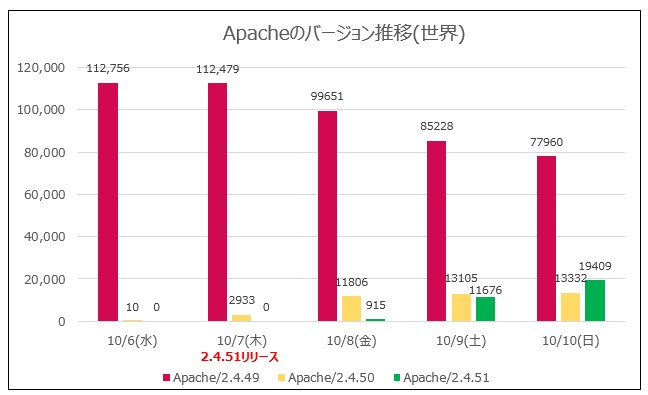 Apacheのバージョン推移(世界)
120,000
100,000
80,000
60,000
40,000
20,000
0
112,756
10
0
112,479
2933
0
99651
11806
915
85228
13105
11676
77960
13332
19409
10/6(水)
10/7(木)
10/8(金)
10/9(土)
10/10(日)
2.4.51リリース
Apache/2.4.49
Apache/2.4.50
Apache/2.4.51